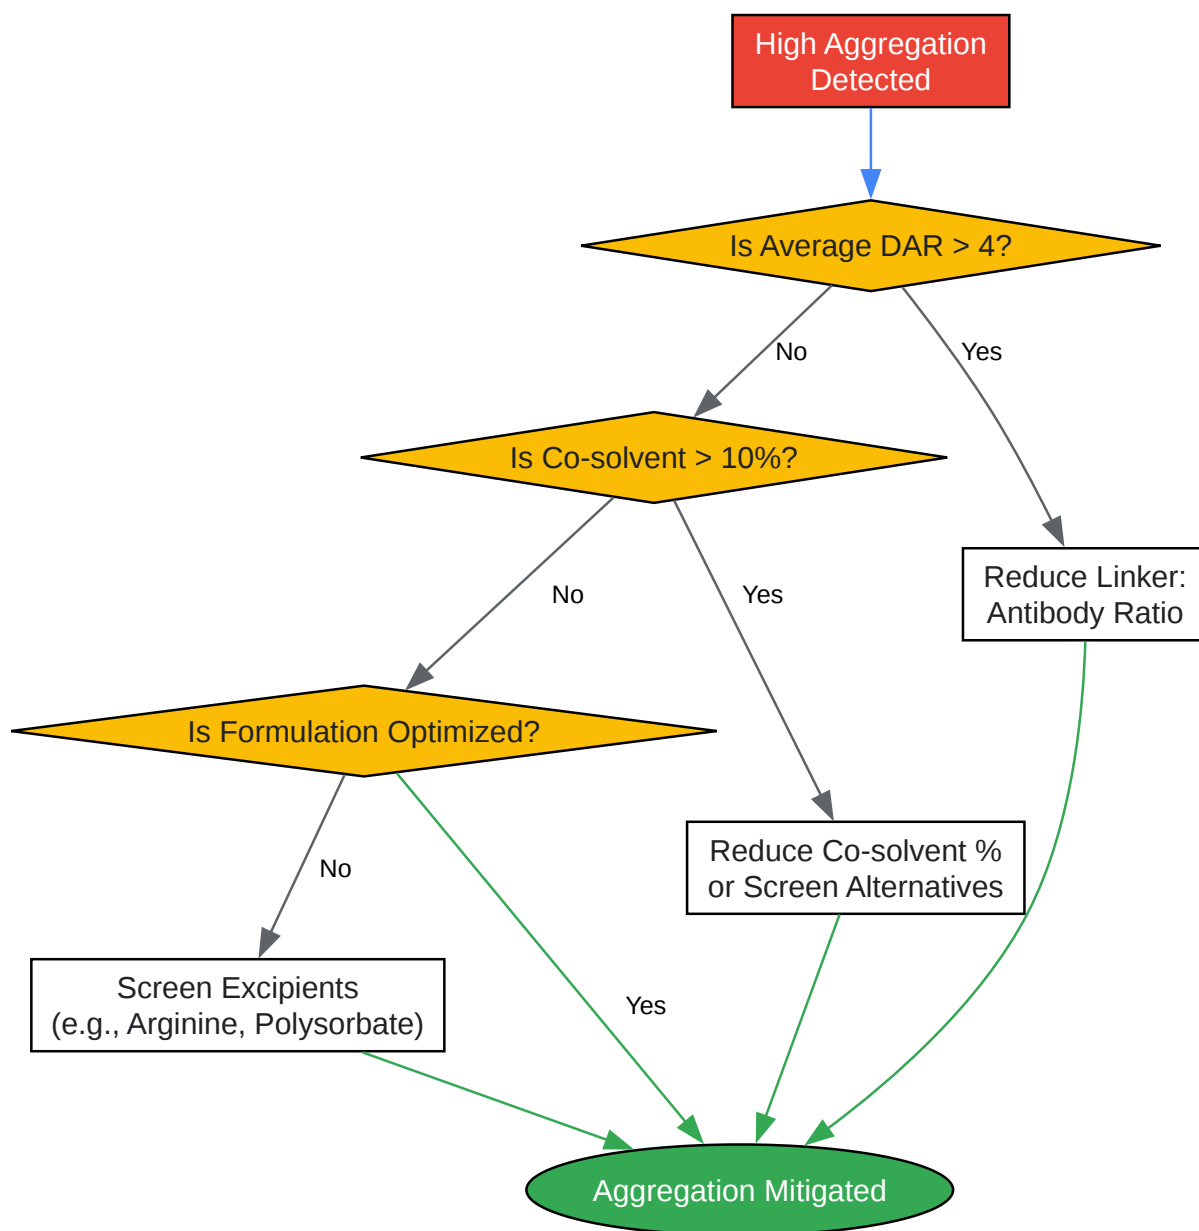 High Aggregation
Detected
Is Average DAR > 4?
No
Yes
Is Co-solvent > 10%?
No
Yes
Reduce Linker:
Antibody Ratio
Is Formulation Optimized?
No
Yes
Reduce Co-solvent %
or Screen Alternatives
Screen Excipients
(e.g., Arginine, Polysorbate)
Aggregation Mitigated